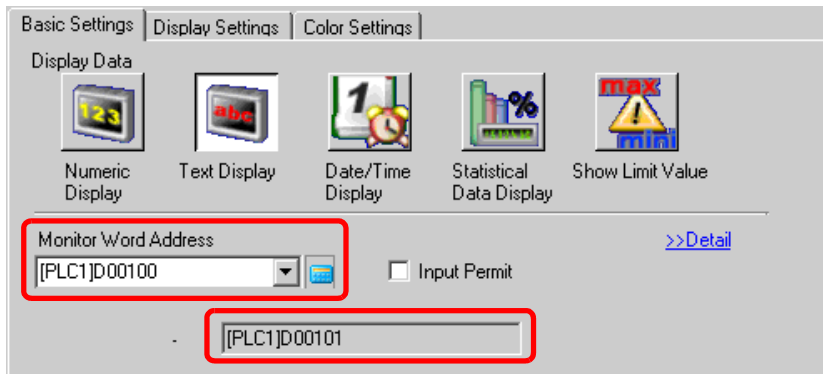 Basic Settings Display Settings Color Settings
Display Data
123 abc 1 % max
mini
Numeric Display Text Display Date/Time Display Statistical Data Display Show Limit Value
Monitor Word Address >>Detail
[PLC1]D00100 Input Permit
- [PLC1]D00101